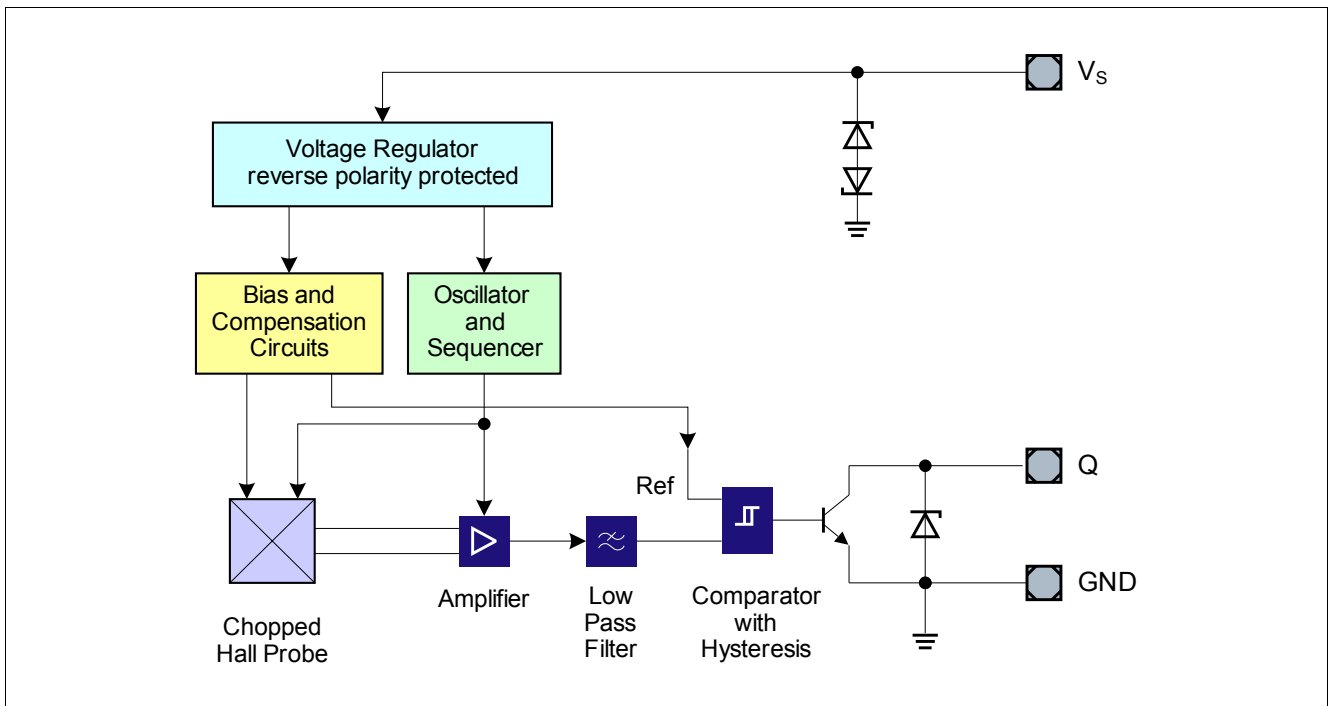 V_S
Voltage Regulator
reverse polarity protected
Bias and
Compensation
Circuits
Oscillator
and
Sequencer
Ref
Q
GND
Amplifier
Low
Pass
Filter
Comparator
with
Hysteresis
Chopped
Hall Probe